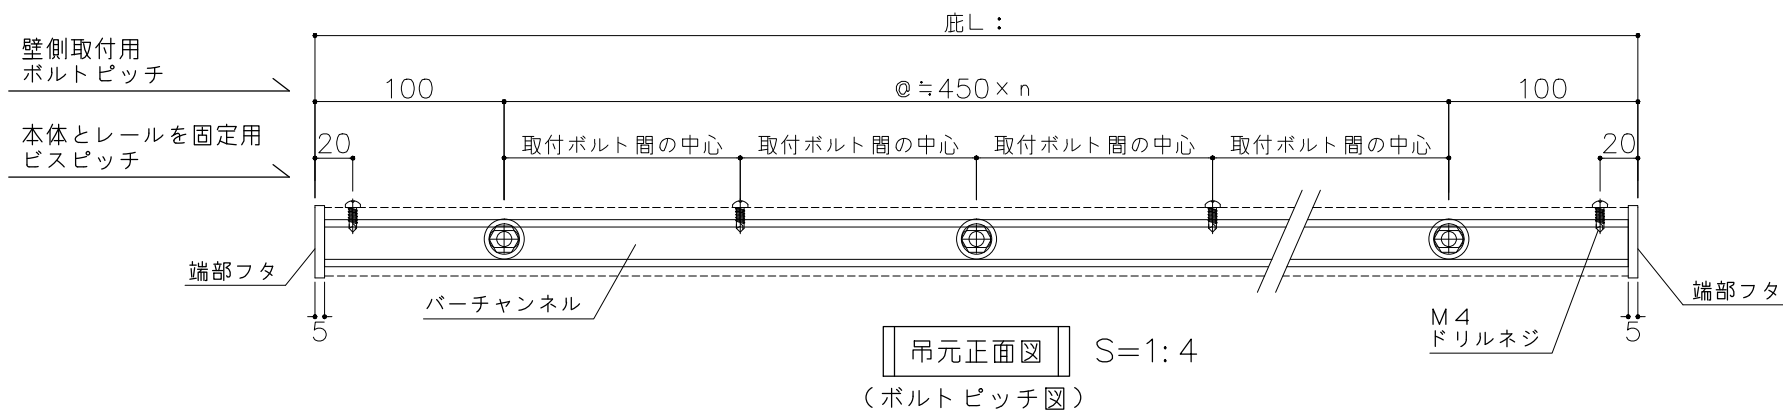 庇L：
壁側取付用
ボルトピッチ
100
@≒450×n
100
本体とレールを固定用
ビスピッチ
20
取付ボルト間の中心
取付ボルト間の中心
取付ボルト間の中心
取付ボルト間の中心
20
端部フタ
バーチャンネル
5
M4
ドリルネジ
端部フタ
5
吊元正面図
S=1:4
（ボルトピッチ図）